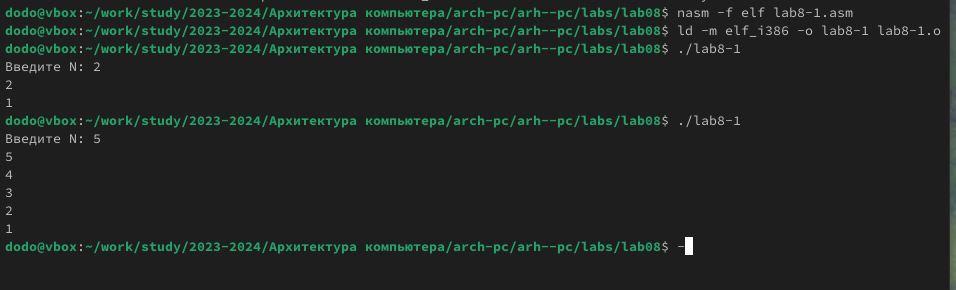 dodo@vbox:~/work/study/2023-2024/Архитектура компьютера/arch-pc/arh--pc/labs/lab08$ nasm -f elf lab8-1.asm
dodo@vbox:~/work/study/2023-2024/Архитектура компьютера/arch-pc/arh--pc/labs/lab08$ ld -m elf_i386 -o lab8-1 lab8-1.o
dodo@vbox:~/work/study/2023-2024/Архитектура компьютера/arch-pc/arh--pc/labs/lab08$ ./lab8-1
Введите N: 2
2
1
dodo@vbox:~/work/study/2023-2024/Архитектура компьютера/arch-pc/arh--pc/labs/lab08$ ./lab8-1
Введите N: 5
5
4
3
2
1
dodo@vbox:~/work/study/2023-2024/Архитектура компьютера/arch-pc/arh--pc/labs/lab08$ -